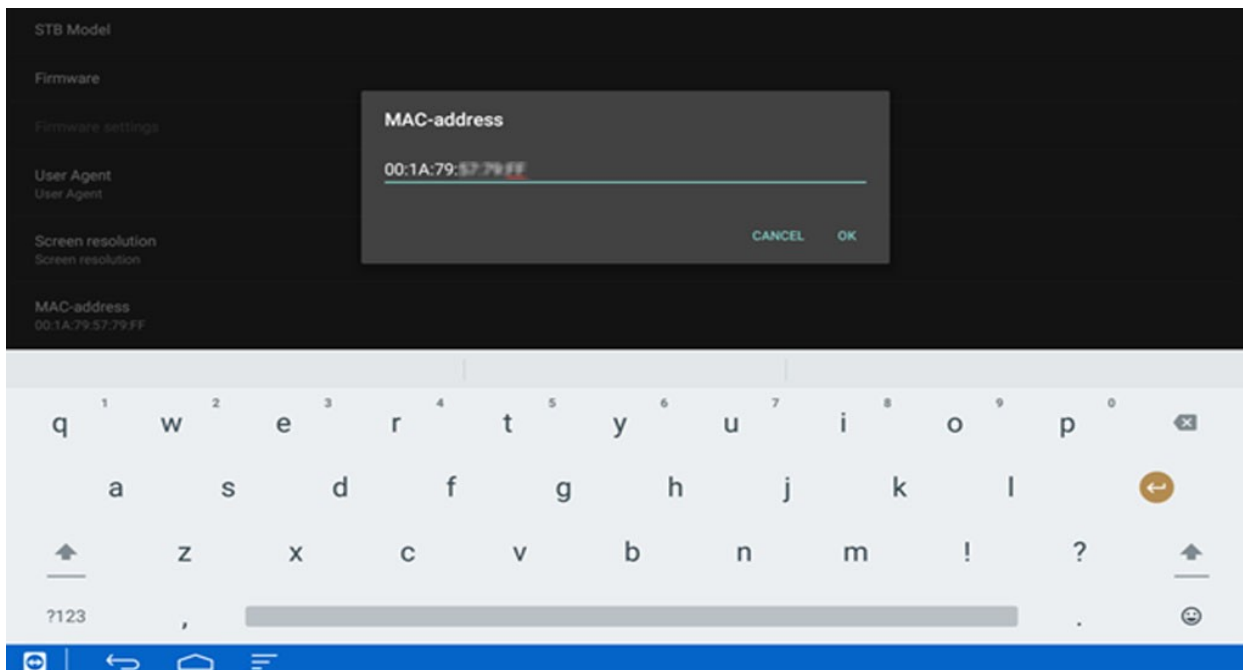 STB Model
Firmware
Firmware settings
User Agent
User Agent
Screen resolution
Screen resolution
MAC-address
00:1A:79:57:79:FF
MAC-address
00:1A:79:
CANCEL OK
q 1 w 2 e 3 r 4 t 5 y 6 u 7 i 8 o 9 p 0
a s d f g h j k l
z x c v b n m ! ?
?123 , .